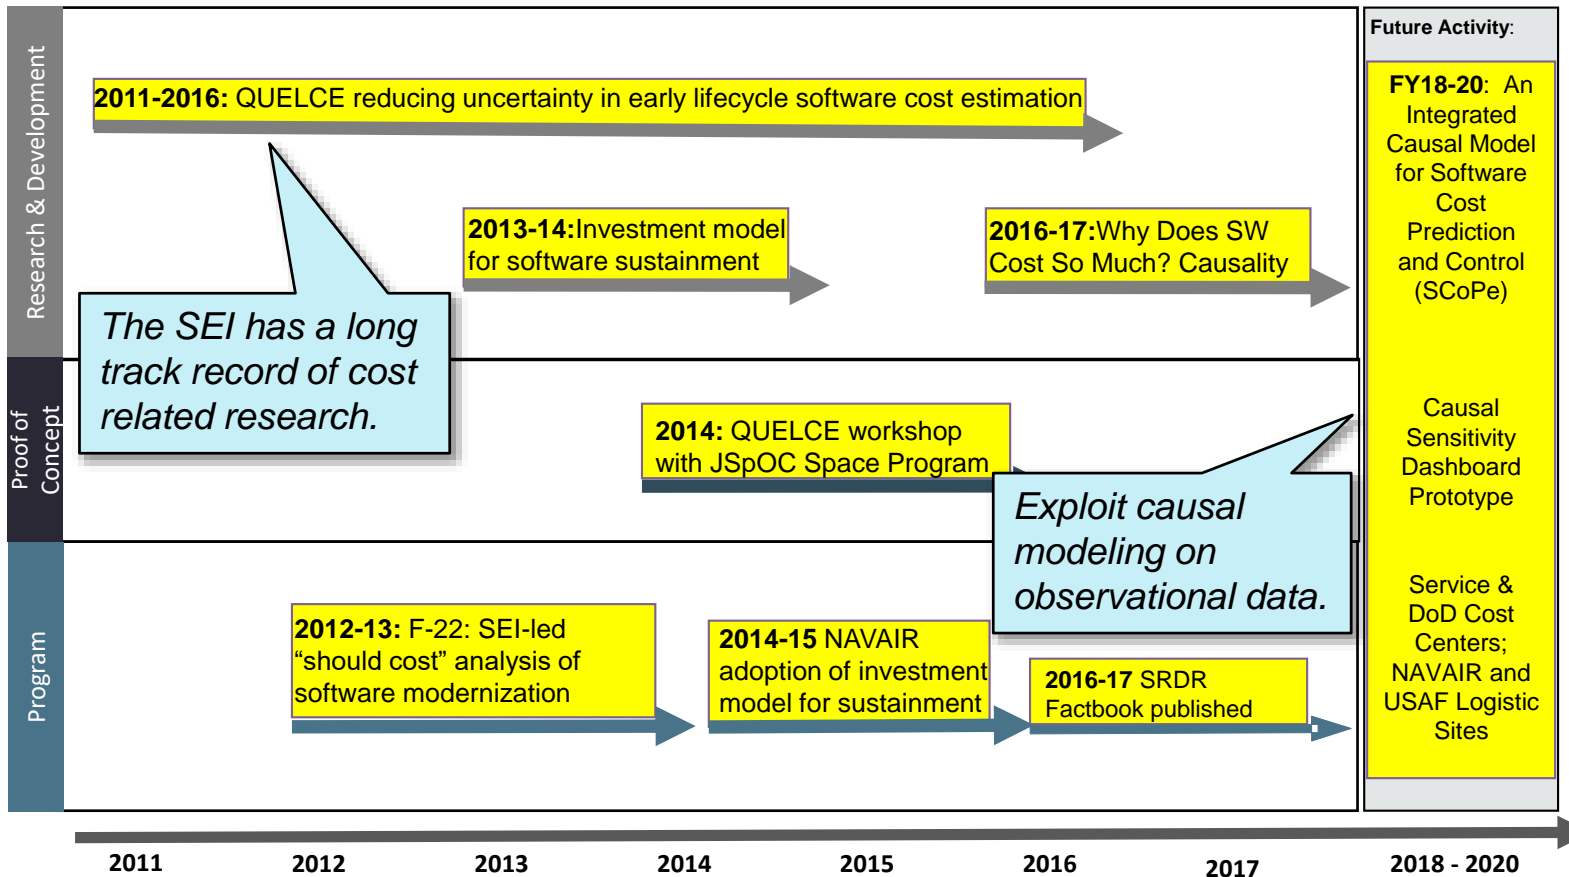 Research & Development
2011-2016: QUELCE reducing uncertainty in early lifecycle software cost estimation
2013-14:Investment model
for software sustainment
2016-17:Why Does SW
Cost So Much? Causality
The SEI has a long
track record of cost
related research.
Proof of
Concept
2014: QUELCE workshop
with JSpOC Space Program
Exploit causal
modeling on
observational data.
Program
2012-13: F-22: SEI-led
“should cost” analysis of
software modernization
2014-15 NAVAIR
adoption of investment
model for sustainment
2016-17 SRDR
Factbook published
Future Activity:
FY18-20: An
Integrated
Causal Model
for Software
Cost
Prediction
and Control
(SCoPe)
Causal
Sensitivity
Dashboard
Prototype
Service &
DoD Cost
Centers;
NAVAIR and
USAF Logistic
Sites
2011
2012
2013
2014
2015
2016
2017
2018 - 2020